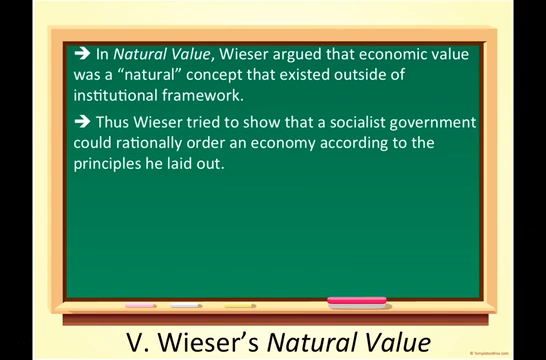 ➔ In Natural Value, Wieser argued that economic value
was a “natural” concept that existed outside of
institutional framework.
➔ Thus Wieser tried to show that a socialist government
could rationally order an economy according to the
principles he laid out.
V. Wieser’s Natural Value